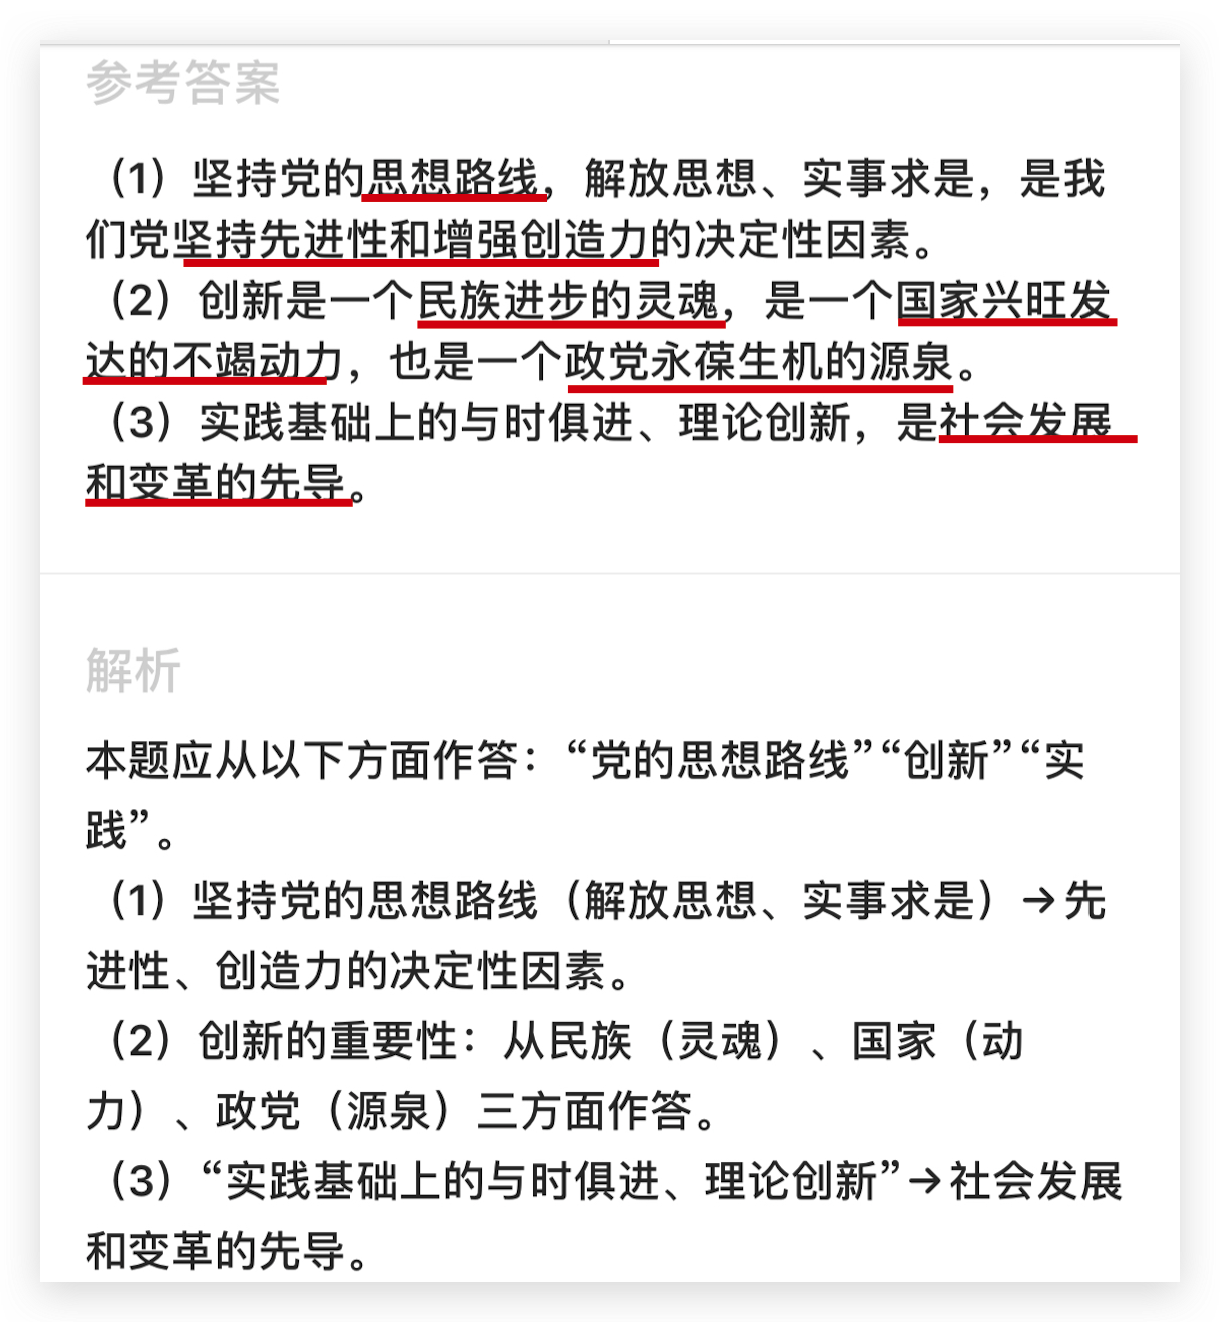 参考答案
（1）坚持党的思想路线，解放思想、实事求是，是我
们党坚持先进性和增强创造力的决定性因素。
（2）创新是一个民族进步的灵魂，是一个国家兴旺发
达的不竭动力，也是一个政党永葆生机的源泉。
（3）实践基础上的与时俱进、理论创新，是社会发展
和变革的先导。
解析
本题应从以下方面作答：“党的思想路线”“创新”“实
践”。
（1）坚持党的思想路线（解放思想、实事求是）→先
进性、创造力的决定性因素。
（2）创新的重要性：从民族（灵魂）、国家（动
力）、政党（源泉）三方面作答。
（3）“实践基础上的与时俱进、理论创新”→社会发展
和变革的先导。